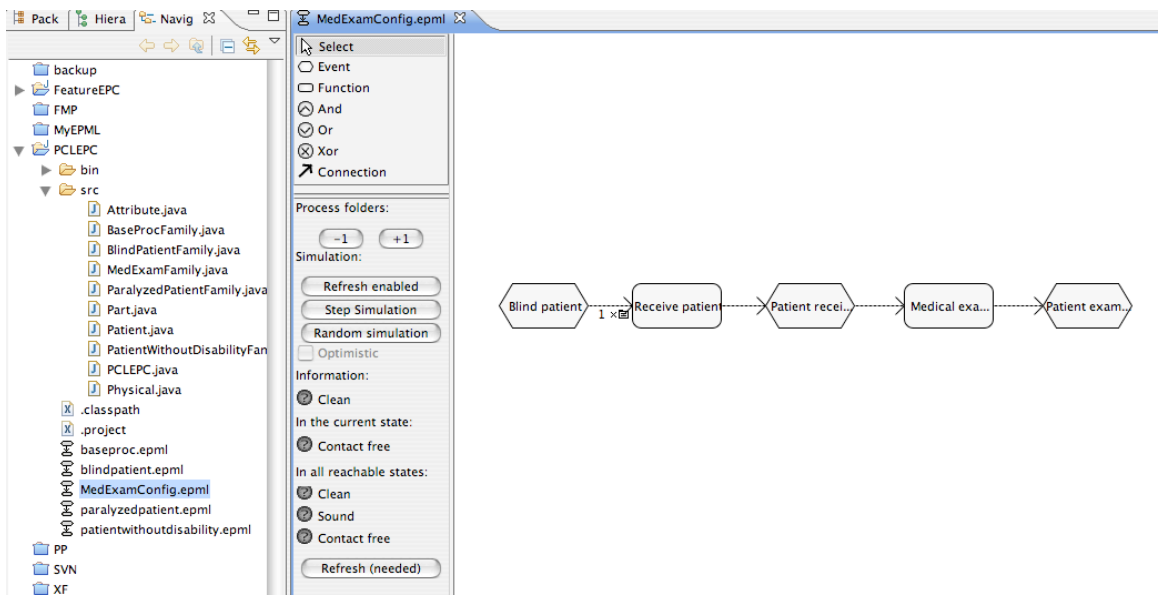 Pack
Hiera
Navig
backup
FeatureEPC
FMP
MyEPML
PCLEPC
bin
src
Attribute.java
BaseProcFamily.java
BlindPatientFamily.java
MedExamFamily.java
ParalyzedPatientFamily.java
Part.java
Patient.java
PatientWithoutDisabilityFan
PCLEPC.java
Physical.java
.classpath
.project
baseproc.epml
blindpatient.epml
MedExamConfig.epml
paralyzedpatient.epml
patientwithoutdisability.epml
PP
SVN
XF
MedExamConfig.epml
Select
Event
Function
And
Or
Xor
Connection
Process folders:
-1
+1
Simulation:
Refresh enabled
Step Simulation
Random simulation
Optimistic
Information:
Clean
In the current state:
Contact free
In all reachable states:
Clean
Sound
Contact free
Refresh (needed)
Blind patient
1 ×
Receive patient
Patient recei...
Medical exa...
Patient exam...